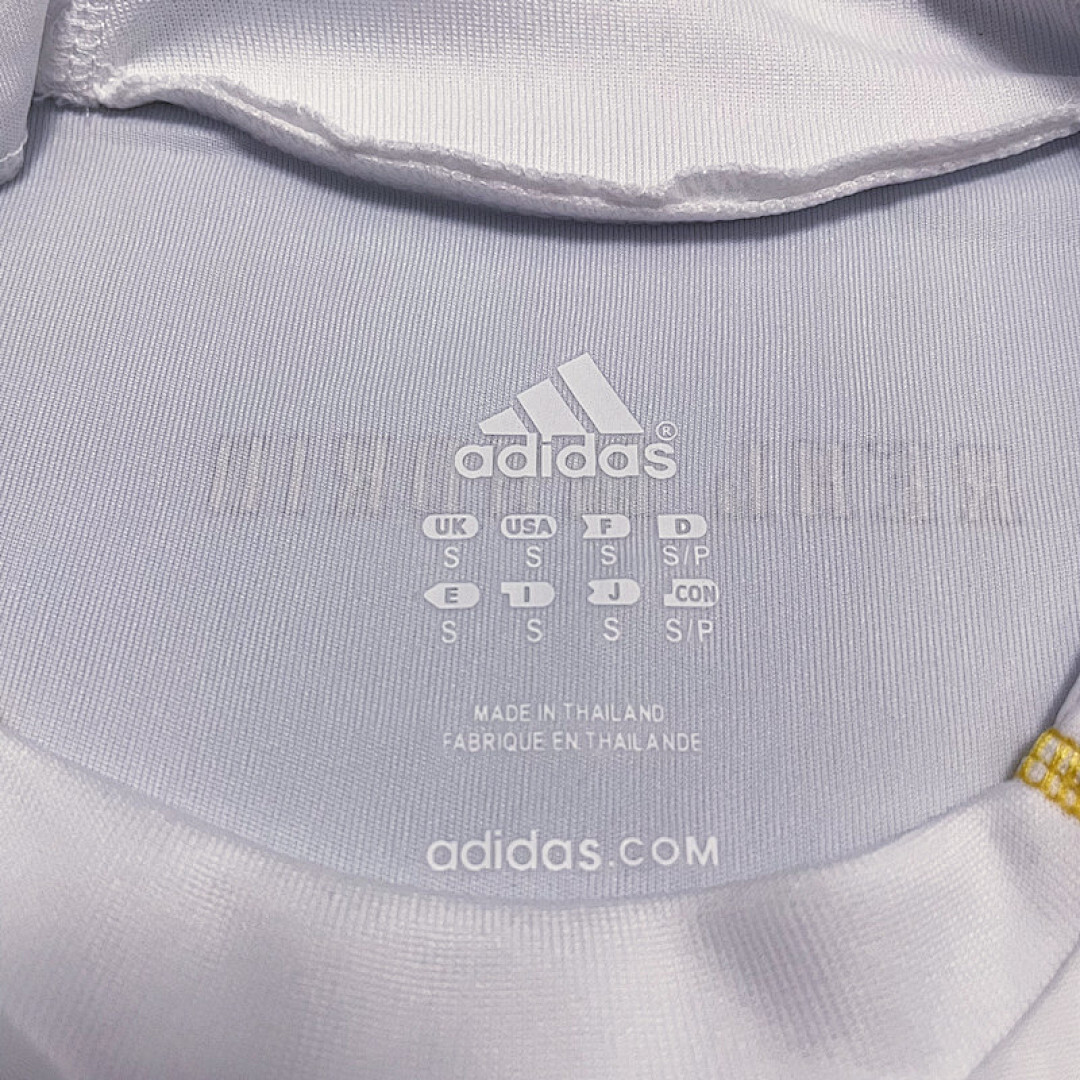 adidas®
UK USA F D
S S S S/P
E I J CON
S S S S/P
MADE IN THAILAND
FABRIQUE EN THAILANDE
adidas.COM